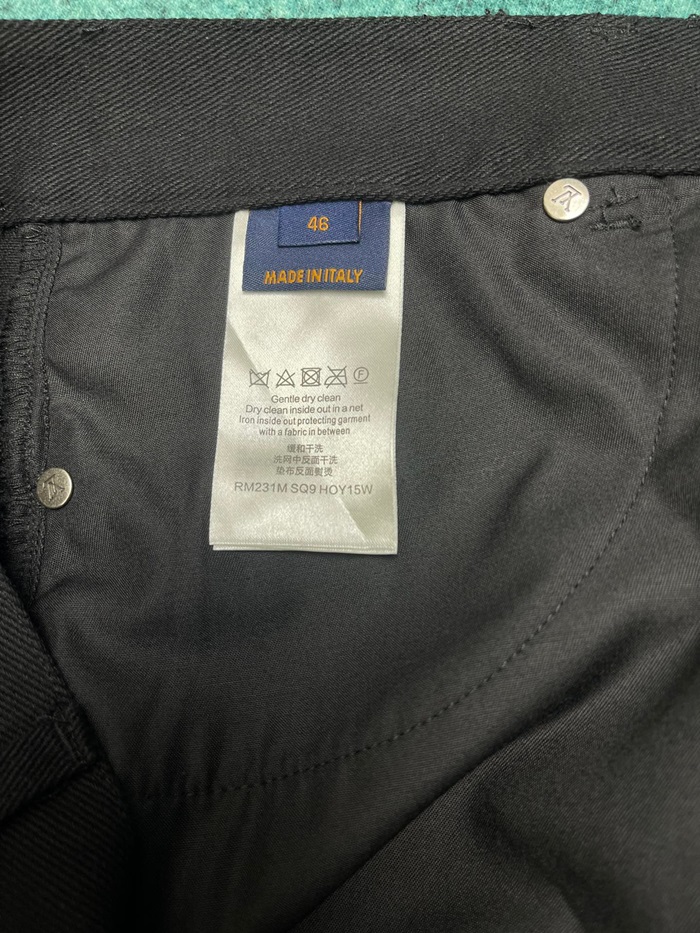 46
MADE IN ITALY
Gentle dry clean
Dry clean inside out in a net
Iron inside out protecting garment
with a fabric in between
缓和干洗
洗网中反面干洗
垫布反面熨烫
RM231M SQ9 HOY15W